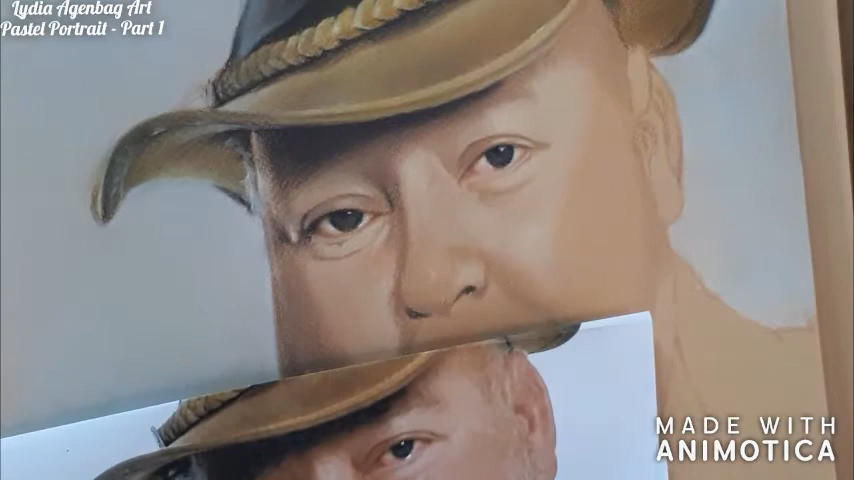 Lydia Agenbag Art
Pastel Portrait - Part 1
MADE WITH
ANIMOTICA